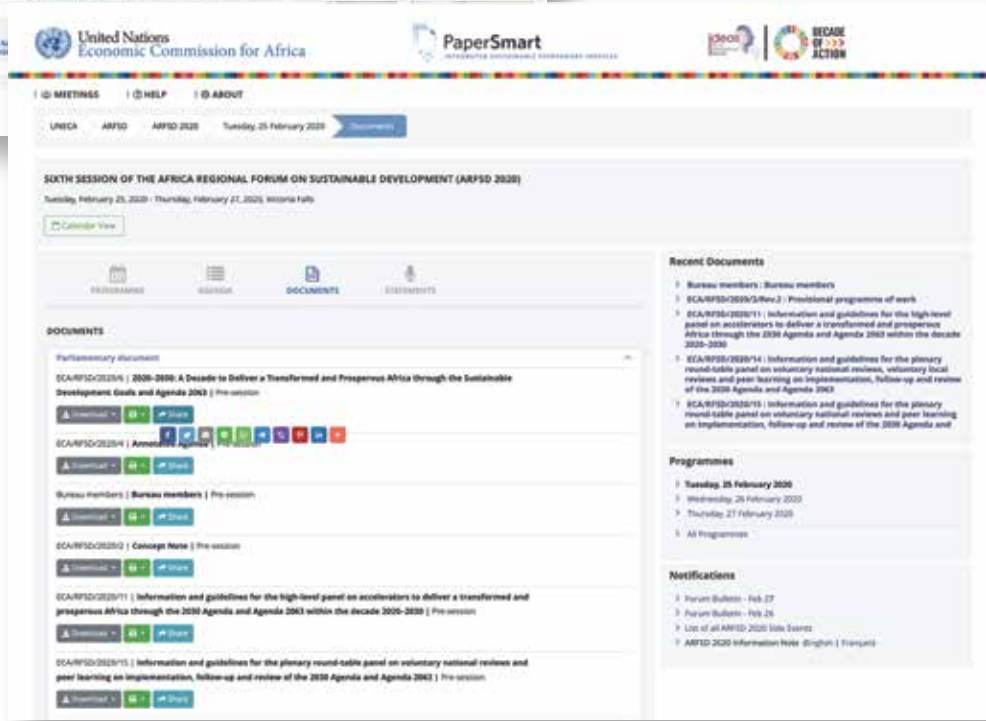 United Nations
Economic Commission for Africa
PaperSmart
INTEGRATED SUSTAINABLE PAPERSMART SERVICES
ideas
DECADE
OF >>>
ACTION
MEETINGS
HELP
ABOUT
UNECA
ARFSD
ARFSD 2020
Tuesday, 25 February 2020
Documents
SIXTH SESSION OF THE AFRICA REGIONAL FORUM ON SUSTAINABLE DEVELOPMENT (ARFSD 2020)
Tuesday, February 25, 2020 - Thursday, February 27, 2020, Victoria Falls
Calendar View
PROGRAMME
AGENDA
DOCUMENTS
STATEMENTS
DOCUMENTS
Parliamentary document
ECA/RFSD/2020/6 | 2020–2030: A Decade to Deliver a Transformed and Prosperous Africa through the Sustainable
Development Goals and Agenda 2063 | Pre-session
Download
Share
ECA/RFSD/2020/4 | Annotated Agenda | Pre-session
Download
Share
Bureau members | Bureau members | Pre-session
Download
Share
ECA/RFSD/2020/2 | Concept Note | Pre-session
Download
Share
ECA/RFSD/2020/11 | Information and guidelines for the high-level panel on accelerators to deliver a transformed and
prosperous Africa through the 2030 Agenda and Agenda 2063 within the decade 2020–2030 | Pre-session
Download
Share
ECA/RFSD/2020/15 | Information and guidelines for the plenary round-table panel on voluntary national reviews and
peer learning on implementation, follow-up and review of the 2030 Agenda and Agenda 2063 | Pre-session
Download
Share
Recent Documents
Bureau members : Bureau members
ECA/RFSD/2020/3/Rev.2 : Provisional programme of work
ECA/RFSD/2020/11 : Information and guidelines for the high-level
panel on accelerators to deliver a transformed and prosperous
Africa through the 2030 Agenda and Agenda 2063 within the decade
2020–2030
ECA/RFSD/2020/14 : Information and guidelines for the plenary
round-table panel on voluntary national reviews, voluntary local
reviews and peer learning on implementation, follow-up and review
of the 2030 Agenda and Agenda 2063
ECA/RFSD/2020/15 : Information and guidelines for the plenary
round-table panel on voluntary national reviews and peer learning
on implementation, follow-up and review of the 2030 Agenda and
Programmes
Tuesday, 25 February 2020
Wednesday, 26 February 2020
Thursday, 27 February 2020
All Programmes
Notifications
Forum Bulletin - Feb 27
Forum Bulletin - Feb 26
List of all ARFSD 2020 Side Events
ARFSD 2020 Information Note (English | Français)